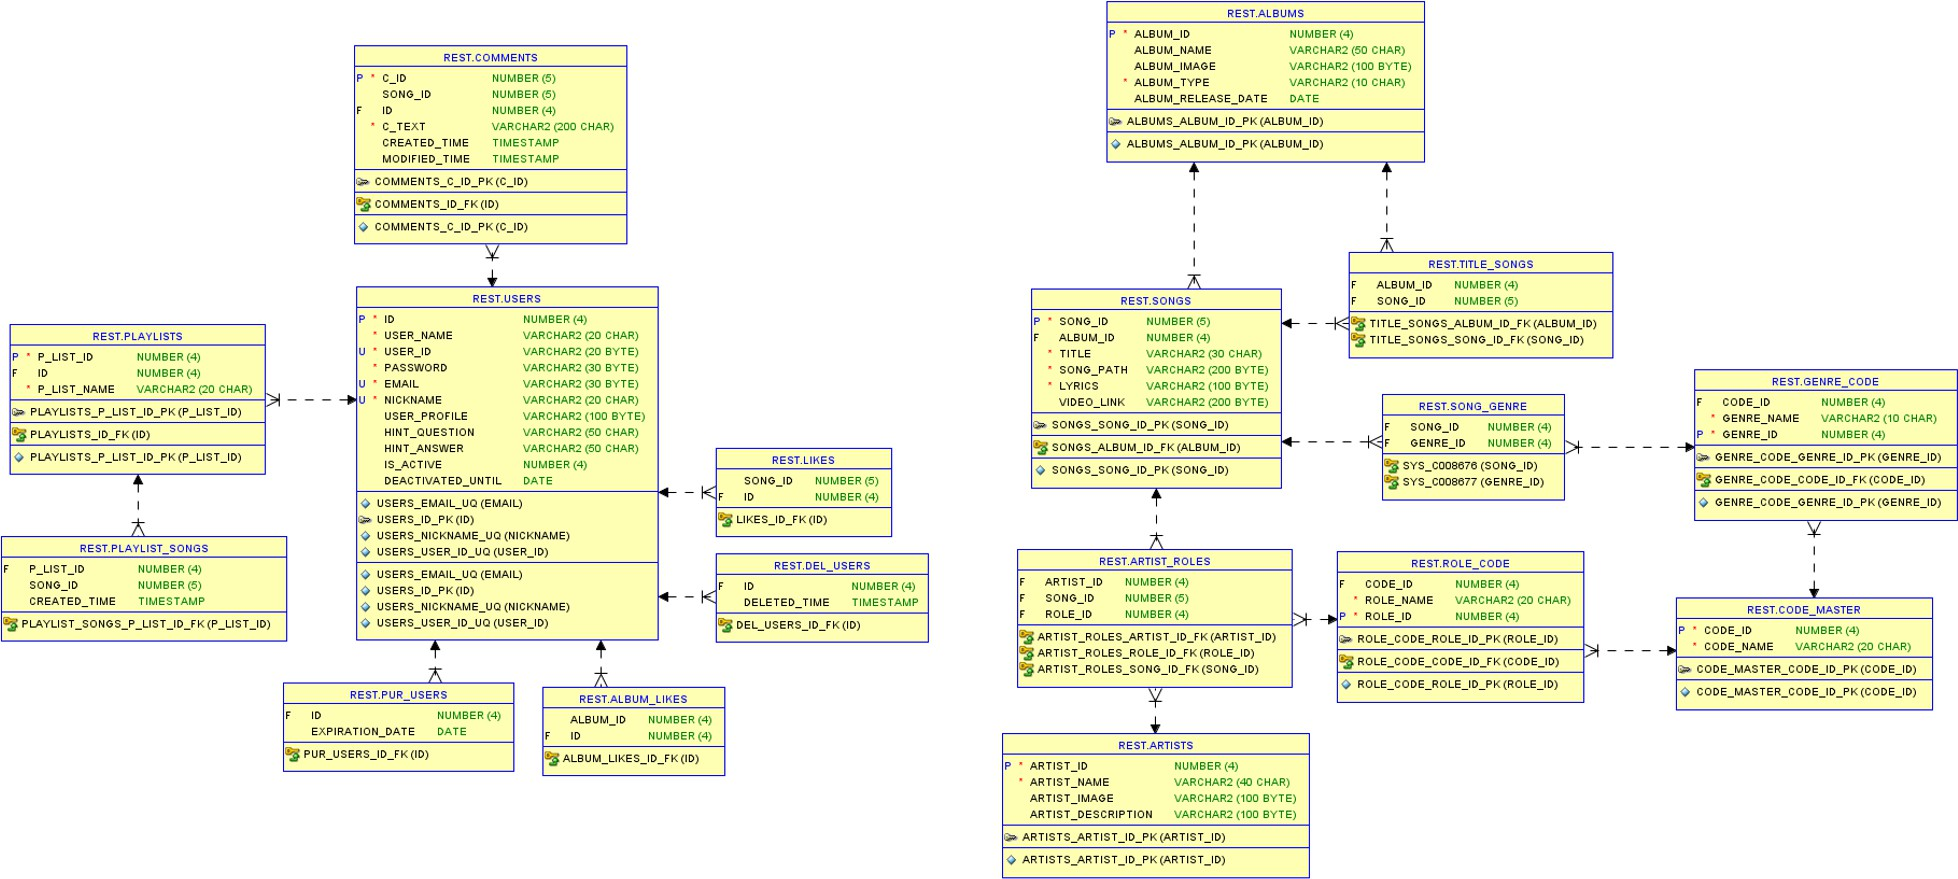 REST.COMMENTS
P * C_ID NUMBER (5)
SONG_ID NUMBER (5)
F ID NUMBER (4)
* C_TEXT VARCHAR2 (200 CHAR)
CREATED_TIME TIMESTAMP
MODIFIED_TIME TIMESTAMP
COMMENTS_C_ID_PK (C_ID)
COMMENTS_ID_FK (ID)
COMMENTS_C_ID_PK (C_ID)
REST.PLAYLISTS
P * P_LIST_ID NUMBER (4)
F ID NUMBER (4)
* P_LIST_NAME VARCHAR2 (20 CHAR)
PLAYLISTS_P_LIST_ID_PK (P_LIST_ID)
PLAYLISTS_ID_FK (ID)
PLAYLISTS_P_LIST_ID_PK (P_LIST_ID)
REST.PLAYLIST_SONGS
F P_LIST_ID NUMBER (4)
SONG_ID NUMBER (5)
CREATED_TIME TIMESTAMP
PLAYLIST_SONGS_P_LIST_ID_FK (P_LIST_ID)
REST.USERS
P * ID NUMBER (4)
* USER_NAME VARCHAR2 (20 CHAR)
U * USER_ID VARCHAR2 (20 BYTE)
* PASSWORD VARCHAR2 (30 BYTE)
U * EMAIL VARCHAR2 (30 BYTE)
U * NICKNAME VARCHAR2 (20 CHAR)
USER_PROFILE VARCHAR2 (100 BYTE)
HINT_QUESTION VARCHAR2 (50 CHAR)
HINT_ANSWER VARCHAR2 (50 CHAR)
IS_ACTIVE NUMBER (4)
DEACTIVATED_UNTIL DATE
USERS_EMAIL_UQ (EMAIL)
USERS_ID_PK (ID)
USERS_NICKNAME_UQ (NICKNAME)
USERS_USER_ID_UQ (USER_ID)
USERS_EMAIL_UQ (EMAIL)
USERS_ID_PK (ID)
USERS_NICKNAME_UQ (NICKNAME)
USERS_USER_ID_UQ (USER_ID)
REST.LIKES
SONG_ID NUMBER (5)
F ID NUMBER (4)
LIKES_ID_FK (ID)
REST.DEL_USERS
F ID NUMBER (4)
DELETED_TIME TIMESTAMP
DEL_USERS_ID_FK (ID)
REST.PUR_USERS
F ID NUMBER (4)
EXPIRATION_DATE DATE
PUR_USERS_ID_FK (ID)
REST.ALBUM_LIKES
ALBUM_ID NUMBER (4)
F ID NUMBER (4)
ALBUM_LIKES_ID_FK (ID)
REST.ALBUMS
P * ALBUM_ID NUMBER (4)
ALBUM_NAME VARCHAR2 (50 CHAR)
ALBUM_IMAGE VARCHAR2 (100 BYTE)
* ALBUM_TYPE VARCHAR2 (10 CHAR)
ALBUM_RELEASE_DATE DATE
ALBUMS_ALBUM_ID_PK (ALBUM_ID)
ALBUMS_ALBUM_ID_PK (ALBUM_ID)
REST.TITLE_SONGS
F ALBUM_ID NUMBER (4)
F SONG_ID NUMBER (5)
TITLE_SONGS_ALBUM_ID_FK (ALBUM_ID)
TITLE_SONGS_SONG_ID_FK (SONG_ID)
REST.SONGS
P * SONG_ID NUMBER (5)
F ALBUM_ID NUMBER (4)
* TITLE VARCHAR2 (30 CHAR)
* SONG_PATH VARCHAR2 (200 BYTE)
* LYRICS VARCHAR2 (100 BYTE)
VIDEO_LINK VARCHAR2 (200 BYTE)
SONGS_SONG_ID_PK (SONG_ID)
SONGS_ALBUM_ID_FK (ALBUM_ID)
SONGS_SONG_ID_PK (SONG_ID)
REST.SONG_GENRE
F SONG_ID NUMBER (4)
F GENRE_ID NUMBER (4)
SYS_C008676 (SONG_ID)
SYS_C008677 (GENRE_ID)
REST.GENRE_CODE
F CODE_ID NUMBER (4)
* GENRE_NAME VARCHAR2 (10 CHAR)
P * GENRE_ID NUMBER (4)
GENRE_CODE_GENRE_ID_PK (GENRE_ID)
GENRE_CODE_CODE_ID_FK (CODE_ID)
GENRE_CODE_GENRE_ID_PK (GENRE_ID)
REST.ARTIST_ROLES
F ARTIST_ID NUMBER (4)
F SONG_ID NUMBER (5)
F ROLE_ID NUMBER (4)
ARTIST_ROLES_ARTIST_ID_FK (ARTIST_ID)
ARTIST_ROLES_ROLE_ID_FK (ROLE_ID)
ARTIST_ROLES_SONG_ID_FK (SONG_ID)
REST.ROLE_CODE
F CODE_ID NUMBER (4)
* ROLE_NAME VARCHAR2 (20 CHAR)
P * ROLE_ID NUMBER (4)
ROLE_CODE_ROLE_ID_PK (ROLE_ID)
ROLE_CODE_CODE_ID_FK (CODE_ID)
ROLE_CODE_ROLE_ID_PK (ROLE_ID)
REST.CODE_MASTER
P * CODE_ID NUMBER (4)
* CODE_NAME VARCHAR2 (20 CHAR)
CODE_MASTER_CODE_ID_PK (CODE_ID)
CODE_MASTER_CODE_ID_PK (CODE_ID)
REST.ARTISTS
P * ARTIST_ID NUMBER (4)
* ARTIST_NAME VARCHAR2 (40 CHAR)
ARTIST_IMAGE VARCHAR2 (100 BYTE)
ARTIST_DESCRIPTION VARCHAR2 (100 BYTE)
ARTISTS_ARTIST_ID_PK (ARTIST_ID)
ARTISTS_ARTIST_ID_PK (ARTIST_ID)